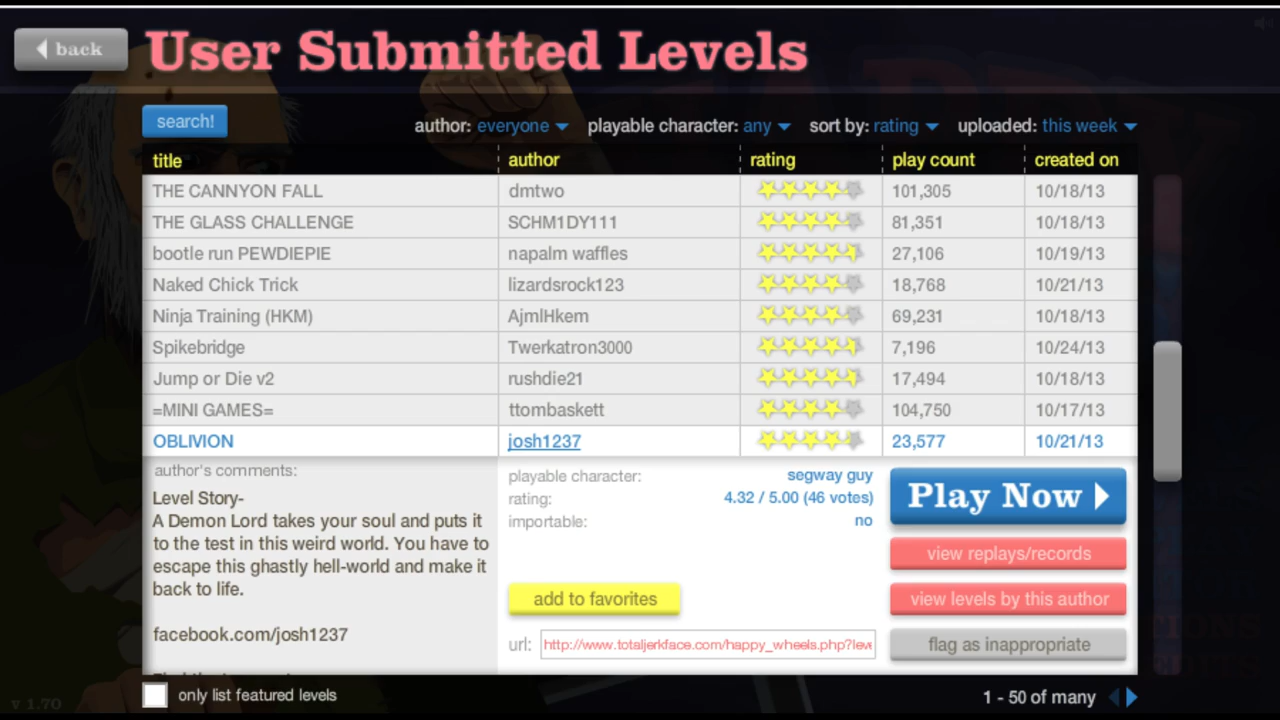 back
User Submitted Levels
search!
author: everyone playable character: any sort by: rating uploaded: this week
title author rating play count created on
THE CANNYON FALL dmtwo 101,305 10/18/13
THE GLASS CHALLENGE SCHM1DY111 81,351 10/18/13
bootle run PEWDIEPIE napalm waffles 27,106 10/19/13
Naked Chick Trick lizardsrock123 18,768 10/21/13
Ninja Training (HKM) AjmlHkem 69,231 10/18/13
Spikebridge Twerkatron3000 7,196 10/24/13
Jump or Die v2 rushdie21 17,494 10/18/13
=MINI GAMES= ttombaskett 104,750 10/17/13
OBLIVION josh1237 23,577 10/21/13
author's comments:
Level Story-
A Demon Lord takes your soul and puts it
to the test in this weird world. You have to
escape this ghastly hell-world and make it
back to life.
facebook.com/josh1237
playable character: segway guy
rating: 4.32 / 5.00 (46 votes)
importable: no
add to favorites
url: http://www.totaljerkface.com/happy_wheels.php?leve
Play Now
view replays/records
view levels by this author
flag as inappropriate
only list featured levels
1 - 50 of many
v 1.70